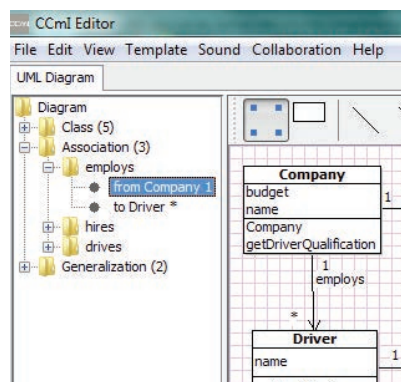 CCmI Editor
File Edit View Template Sound Collaboration Help
UML Diagram
Diagram
Class (5)
Association (3)
employs
from Company 1
to Driver *
hires
drives
Generalization (2)
Company
budget
name
Company
getDriverQualification
1
1
employs
*
Driver
name
1